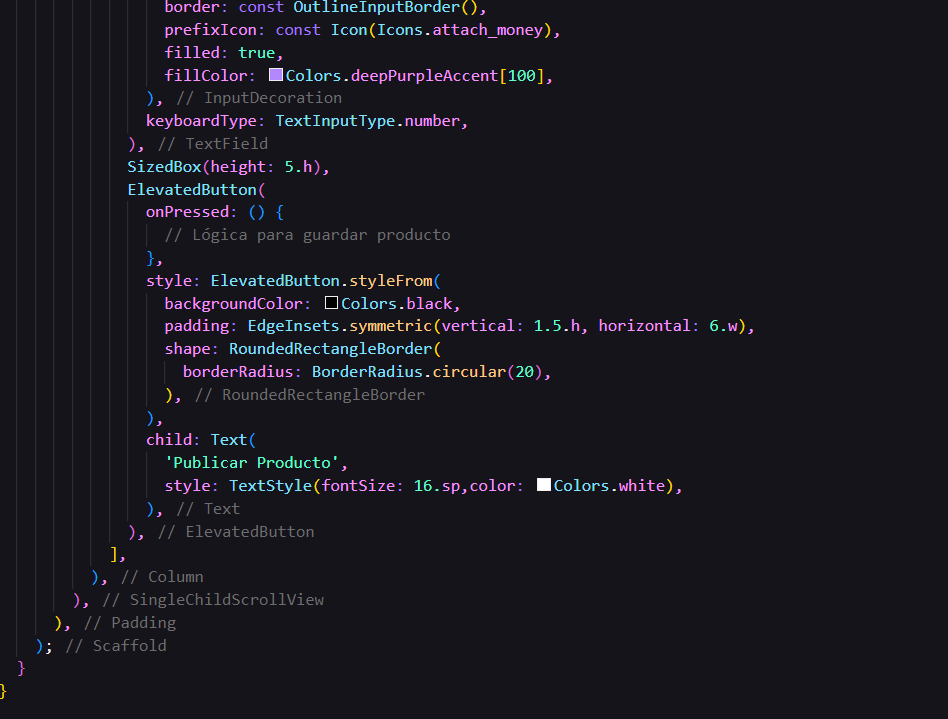 border: const OutlineInputBorder(),
prefixIcon: const Icon(Icons.attach_money),
filled: true,
fillColor: Colors.deepPurpleAccent[100],
), // InputDecoration
keyboardType: TextInputType.number,
), // TextField
SizedBox(height: 5.h),
ElevatedButton(
onPressed: () {
// Lógica para guardar producto
},
style: ElevatedButton.styleFrom(
backgroundColor: Colors.black,
padding: EdgeInsets.symmetric(vertical: 1.5.h, horizontal: 6.w),
shape: RoundedRectangleBorder(
borderRadius: BorderRadius.circular(20),
), // RoundedRectangleBorder
),
child: Text(
'Publicar Producto',
style: TextStyle(fontSize: 16.sp,color: Colors.white),
), // Text
), // ElevatedButton
],
), // Column
), // SingleChildScrollView
), // Padding
); // Scaffold
}
}